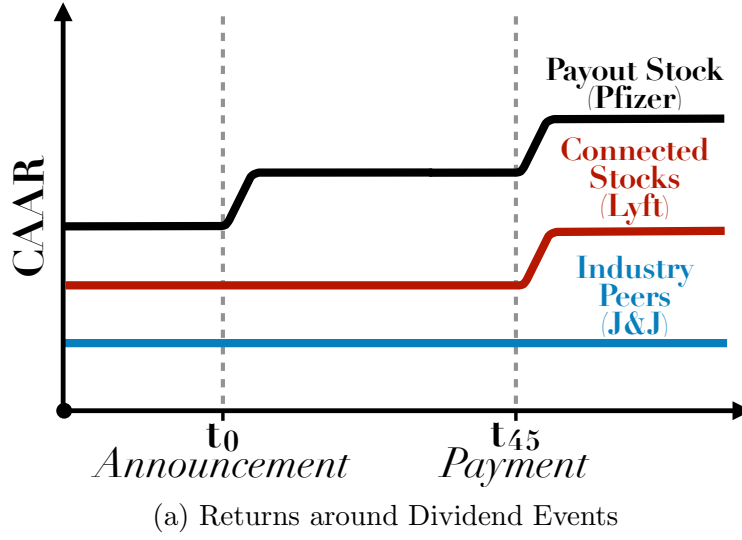 CAAR
Payout Stock
(Pfizer)
Connected
Stocks
(Lyft)
Industry
Peers
(J&J)
t0
t45
Announcement
Payment
(a) Returns around Dividend Events